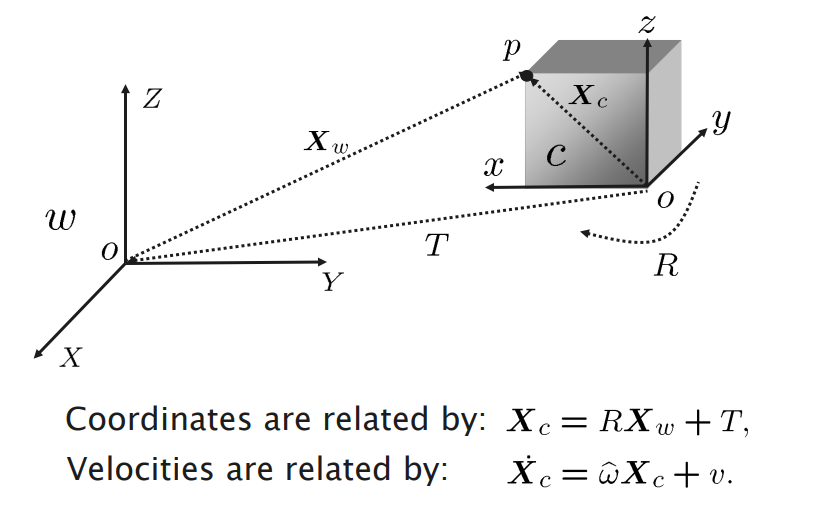 z
p
X_c
Z
y
X_w
C
x
w
o
o
T
R
Y
X
Coordinates are related by: X_c = RX_w + T,
Velocities are related by: Ẋ_c = ω̂X_c + v.